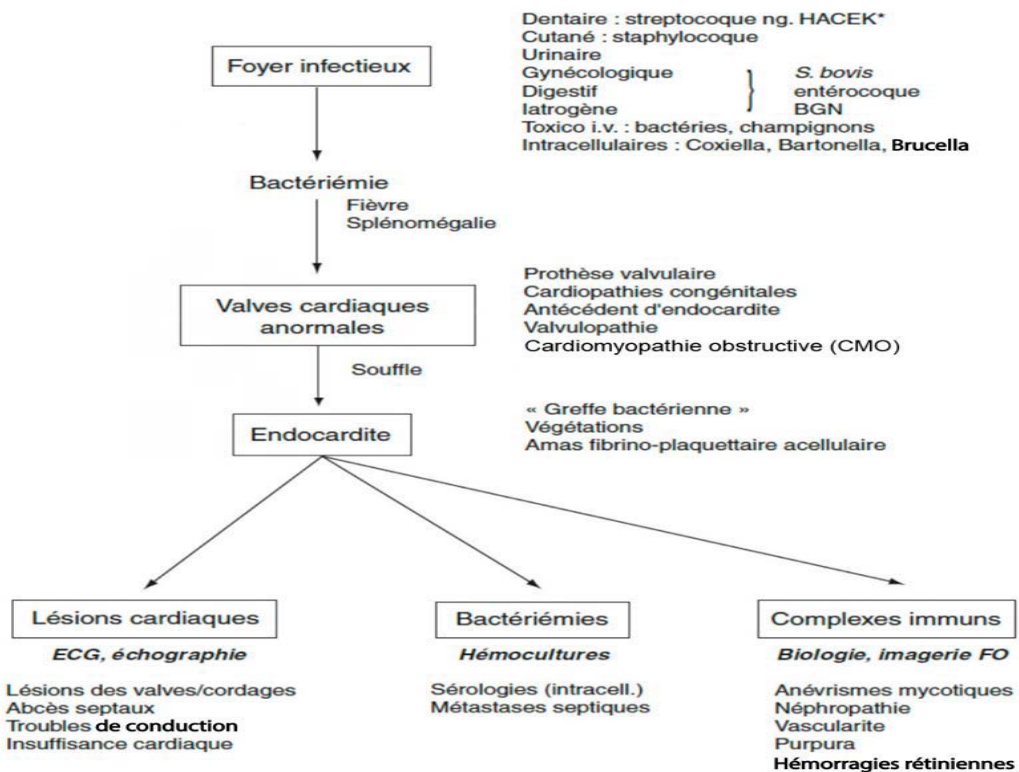 Dentaire : streptocoque ng. HACEK*
Cutané : staphylocoque
Urinaire
Gynécologique } S. bovis
Digestif entérocoque
Iatrogène BGN
Toxico i.v. : bactéries, champignons
Intracellulaires : Coxiella, Bartonella, Brucella
Foyer infectieux
Bactériémie
Fièvre
Splénomégalie
Valves cardiaques
anormales
Prothèse valvulaire
Cardiopathies congénitales
Antécédent d'endocardite
Valvulopathie
Cardiomyopathie obstructive (CMO)
Souffle
Endocardite
« Greffe bactérienne »
Végétations
Amas fibrino-plaquettaire acellulaire
Lésions cardiaques
ECG, échographie
Lésions des valves/cordages
Abcès septaux
Troubles de conduction
Insuffisance cardiaque
Bactériémies
Hémocultures
Sérologies (intracell.)
Métastases septiques
Complexes immuns
Biologie, imagerie FO
Anévrismes mycotiques
Néphropathie
Vascularite
Purpura
Hémorragies rétiniennes